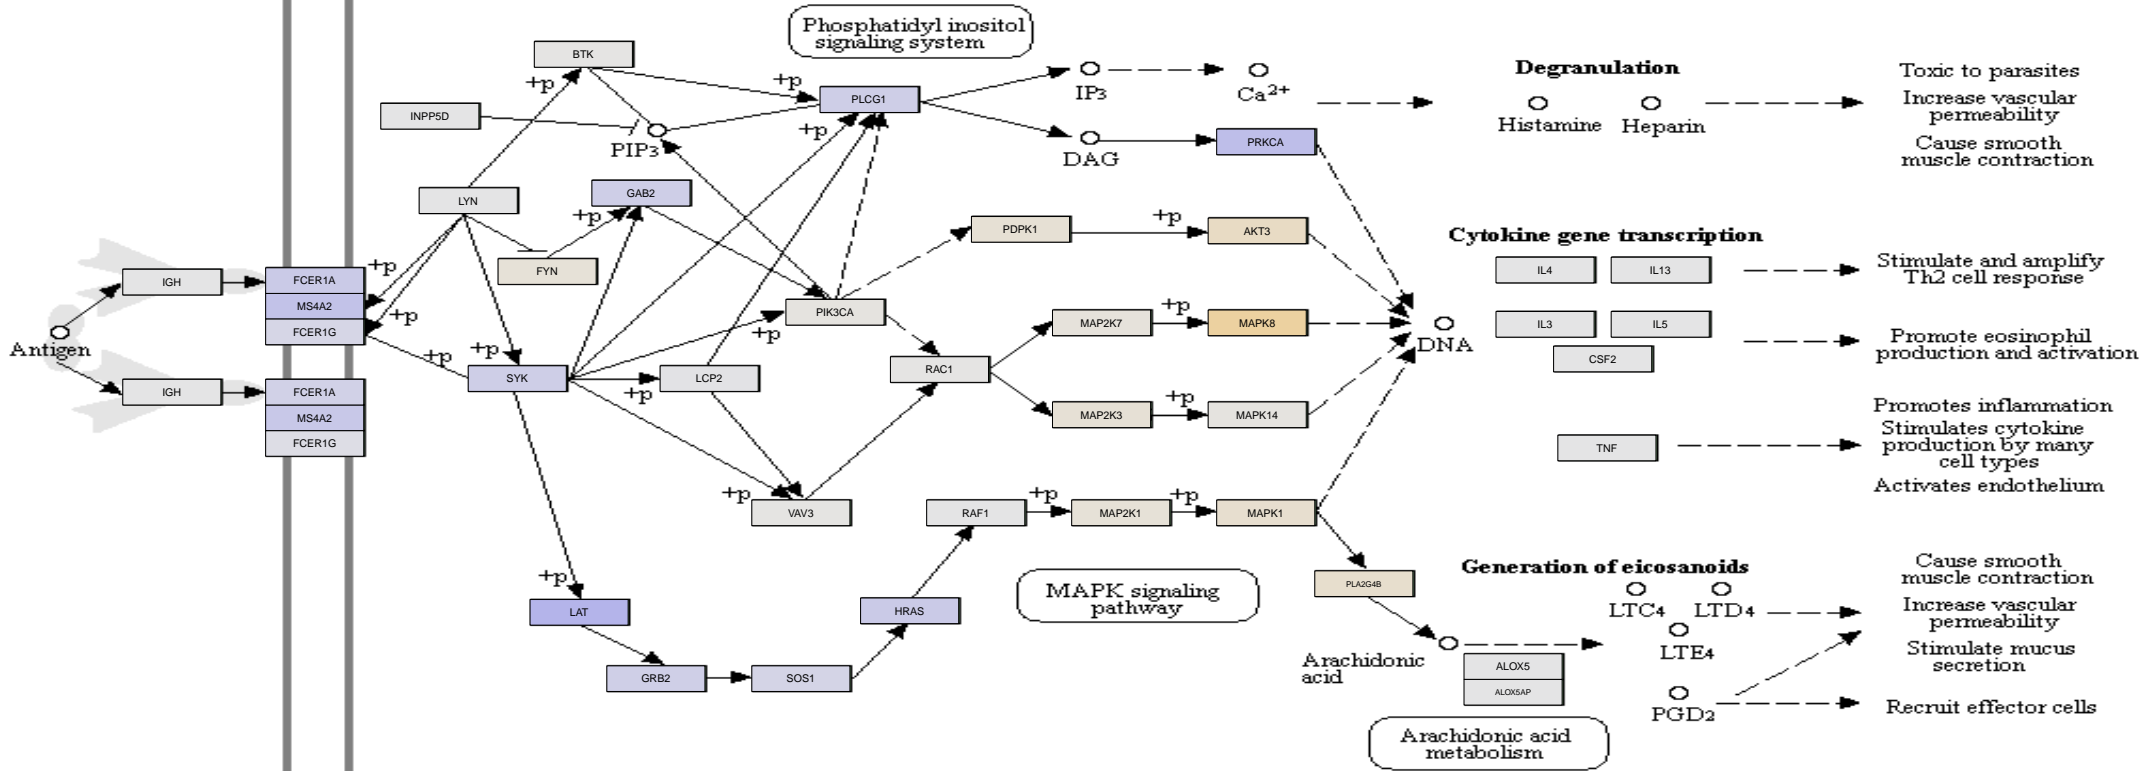 Phosphatidyl inositol
signaling system
BTK
+p
+p
PLCG1
IP3
Ca2+
Degranulation
Toxic to parasites
INPP5D
PIP3
+p
DAG
PRKCA
Histamine
Heparin
Increase vascular
permeability
Cause smooth
muscle contraction
LYN
GAB2
+p
FYN
PDPK1
+p
AKT3
Cytokine gene transcription
IL4
IL13
Stimulate and amplify
Th2 cell response
IGH
FCER1A
MS4A2
FCER1G
+p
+p
Antigen
+p
+p
PIK3CA
+p
MAP2K7
+p
MAPK8
DNA
IL3
IL5
CSF2
Promote eosinophil
production and activation
IGH
FCER1A
MS4A2
FCER1G
SYK
+p
LCP2
RAC1
MAP2K3
+p
MAPK14
Promotes inflammation
TNF
Stimulates cytokine
production by many
cell types
Activates endothelium
+p
VAV3
RAF1
+p
MAP2K1
+p
MAPK1
+p
LAT
HRAS
MAPK signaling
pathway
PLA2G4B
Generation of eicosanoids
LTC4
LTD4
LTE4
Cause smooth
muscle contraction
Increase vascular
permeability
Stimulate mucus
secretion
GRB2
SOS1
Arachidonic
acid
ALOX5
ALOX5AP
PGD2
Recruit effector cells
Arachidonic acid
metabolism